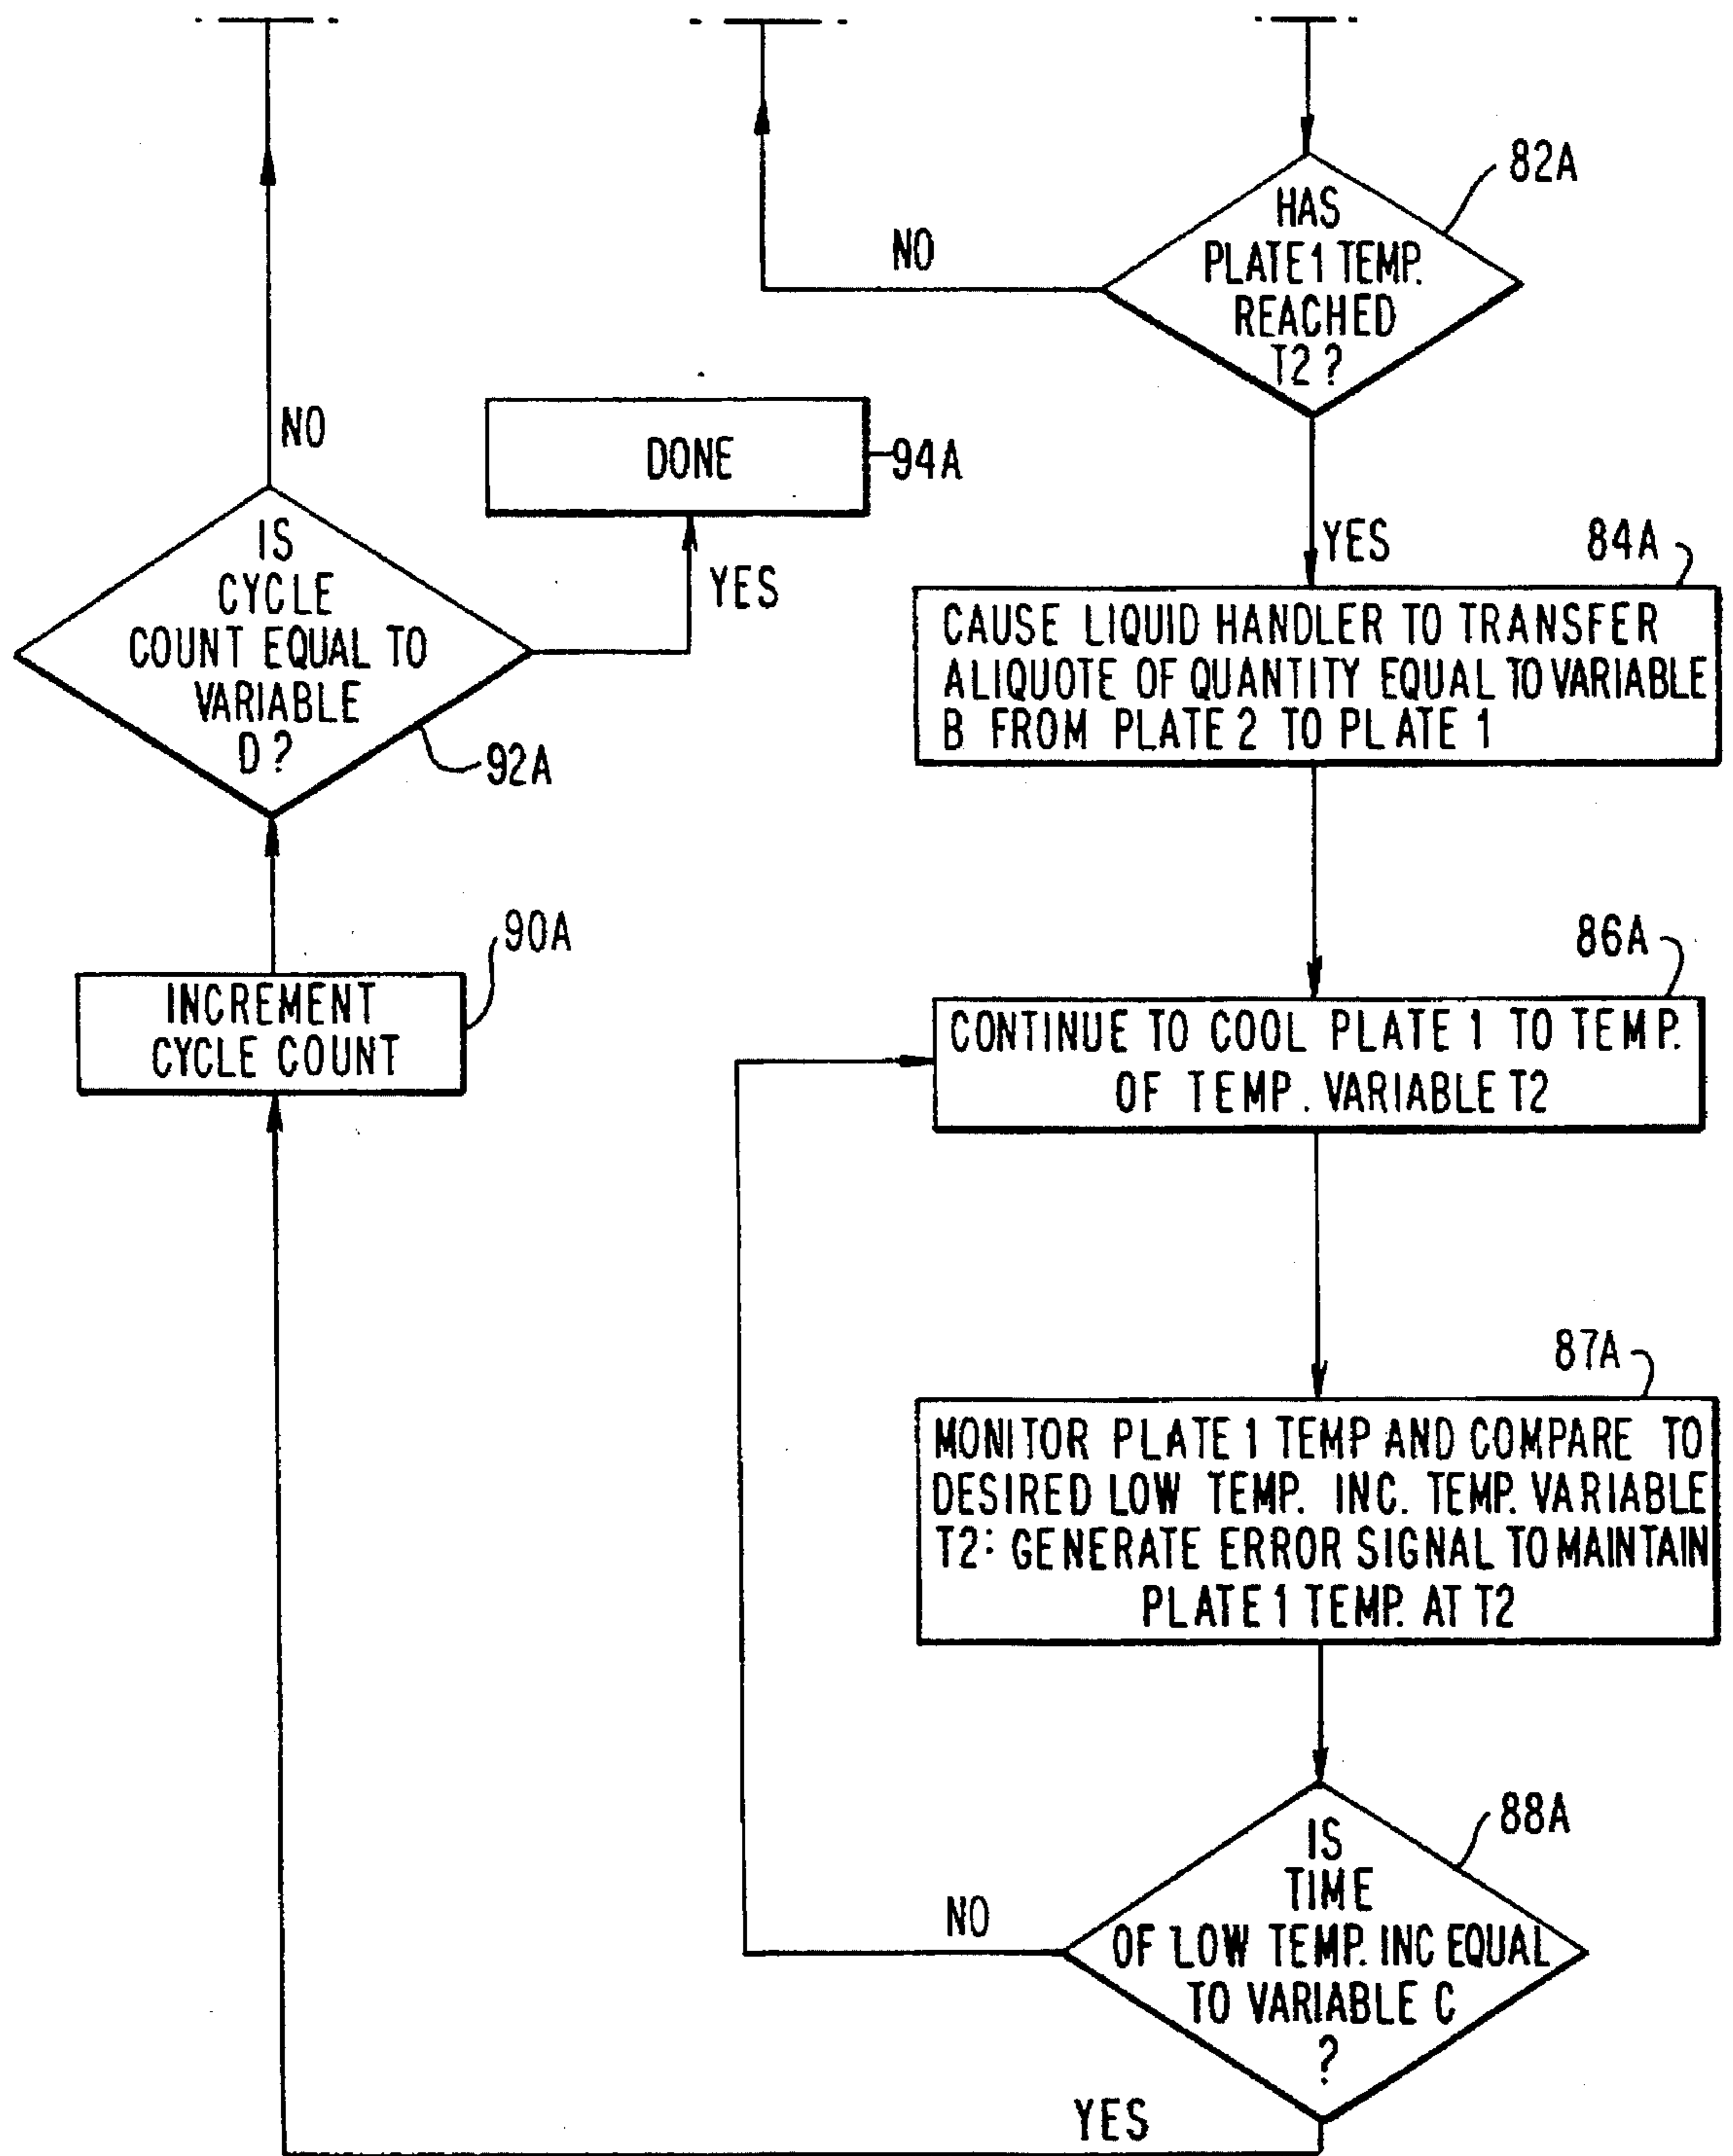 82A
HAS
PLATE 1 TEMP.
REACHED
T2?
NO
YES
84A
CAUSE LIQUID HANDLER TO TRANSFER
ALIQUOTE OF QUANTITY EQUAL TO VARIABLE
B FROM PLATE 2 TO PLATE 1
86A
CONTINUE TO COOL PLATE 1 TO TEMP.
OF TEMP. VARIABLE T2
87A
MONITOR PLATE 1 TEMP AND COMPARE TO
DESIRED LOW TEMP. INC. TEMP. VARIABLE
T2: GENERATE ERROR SIGNAL TO MAINTAIN
PLATE 1 TEMP. AT T2
88A
IS
TIME
OF LOW TEMP. INC EQUAL
TO VARIABLE C
?
NO
YES
90A
INCREMENT
CYCLE COUNT
IS
CYCLE
COUNT EQUAL TO
VARIABLE
D?
92A
NO
YES
DONE
94A